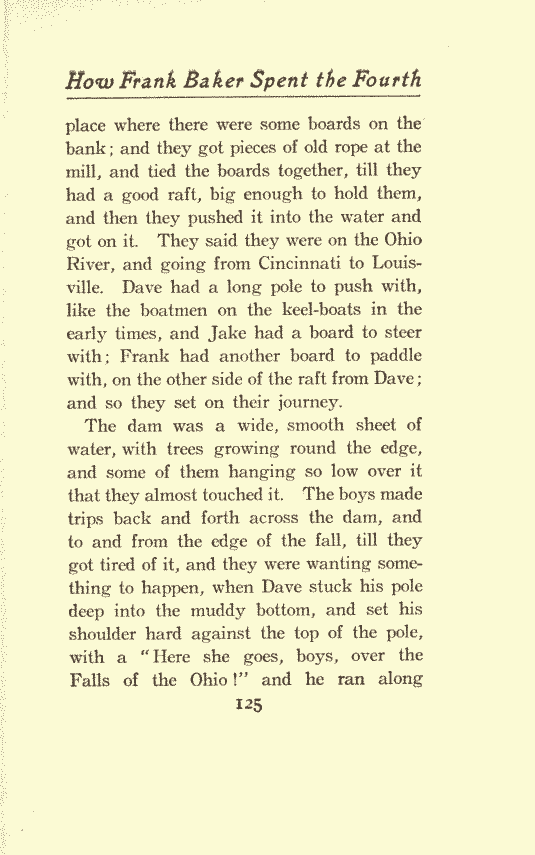 How Frank Baker Spent the Fourth
place where there were some boards on the
bank; and they got pieces of old rope at the
mill, and tied the boards together, till they
had a good raft, big enough to hold them,
and then they pushed it into the water and
got on it. They said they were on the Ohio
River, and going from Cincinnati to Louis-
ville. Dave had a long pole to push with,
like the boatmen on the keel-boats in the
early times, and Jake had a board to steer
with; Frank had another board to paddle
with, on the other side of the raft from Dave;
and so they set on their journey.
The dam was a wide, smooth sheet of
water, with trees growing round the edge,
and some of them hanging so low over it
that they almost touched it. The boys made
trips back and forth across the dam, and
to and from the edge of the fall, till they
got tired of it, and they were wanting some-
thing to happen, when Dave stuck his pole
deep into the muddy bottom, and set his
shoulder hard against the top of the pole,
with a "Here she goes, boys, over the
Falls of the Ohio!" and he ran along
125